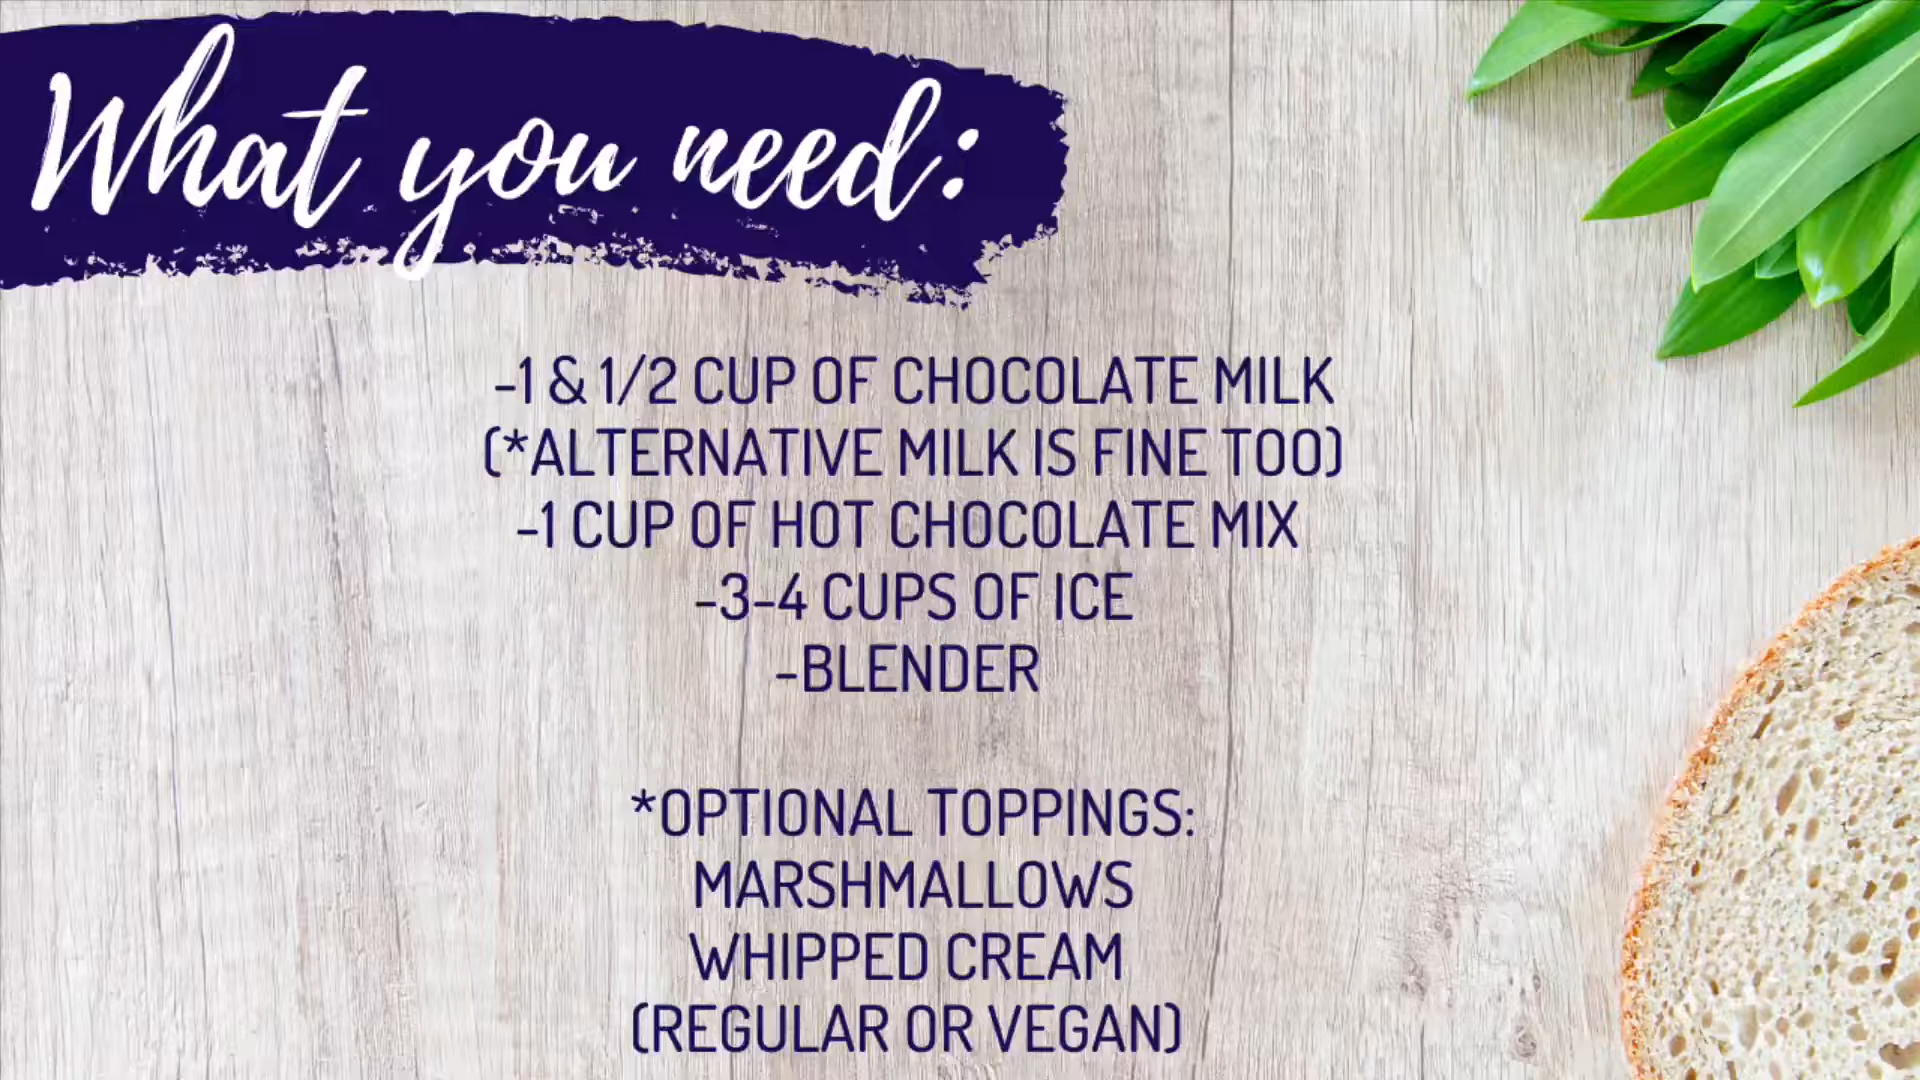 What you need:
-1 & 1/2 CUP OF CHOCOLATE MILK
(*ALTERNATIVE MILK IS FINE TOO)
-1 CUP OF HOT CHOCOLATE MIX
-3-4 CUPS OF ICE
-BLENDER
*OPTIONAL TOPPINGS:
MARSHMALLOWS
WHIPPED CREAM
(REGULAR OR VEGAN)